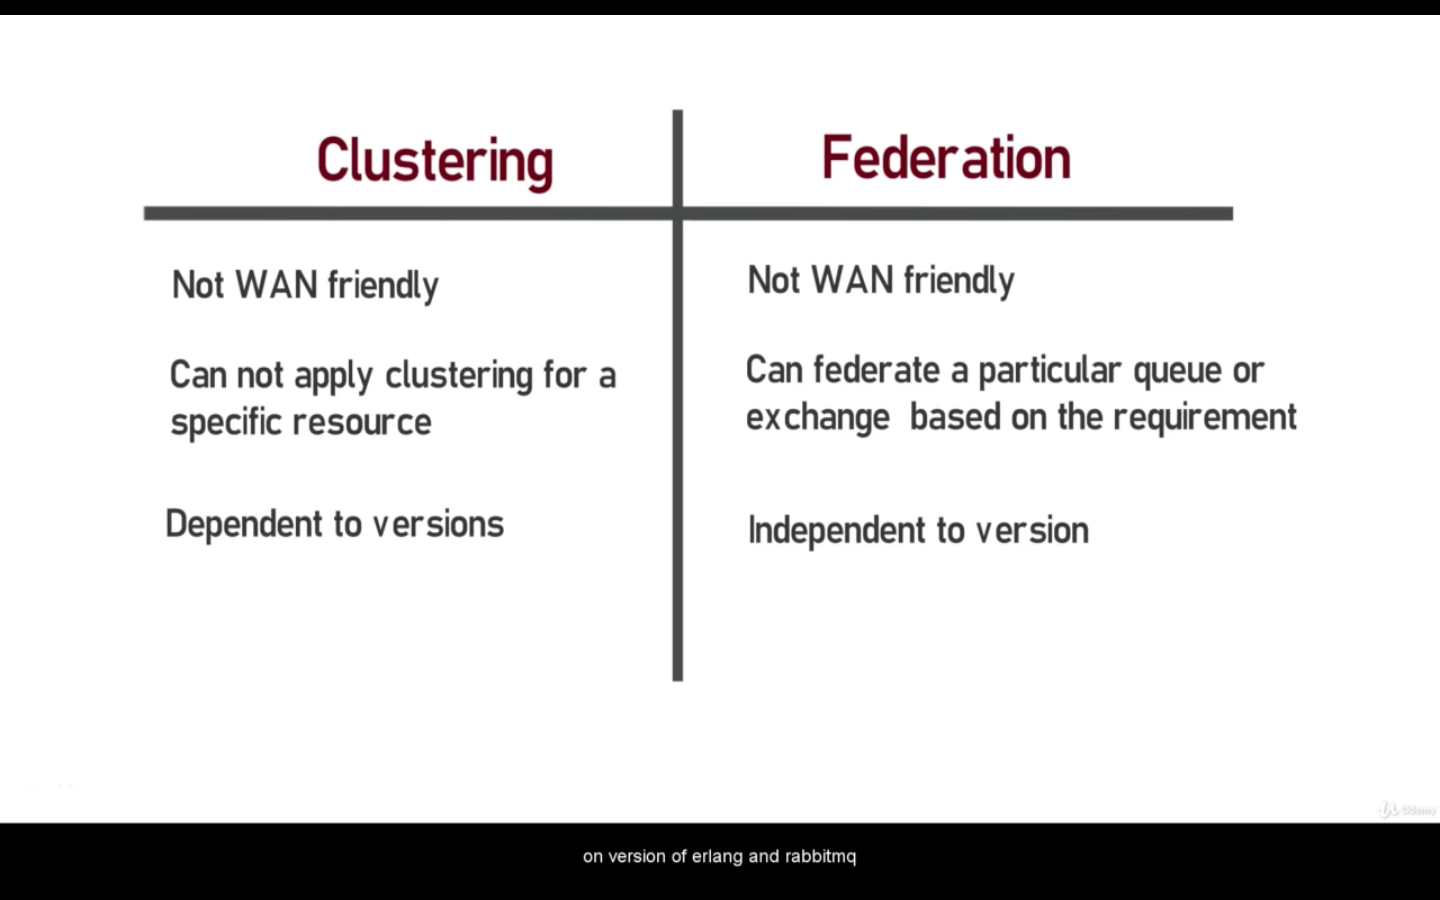 Clustering
Federation
Not WAN friendly
Can not apply clustering for a
specific resource
Dependent to versions
Not WAN friendly
Can federate a particular queue or
exchange based on the requirement
Independent to version
Udemy
on version of erlang and rabbitmq